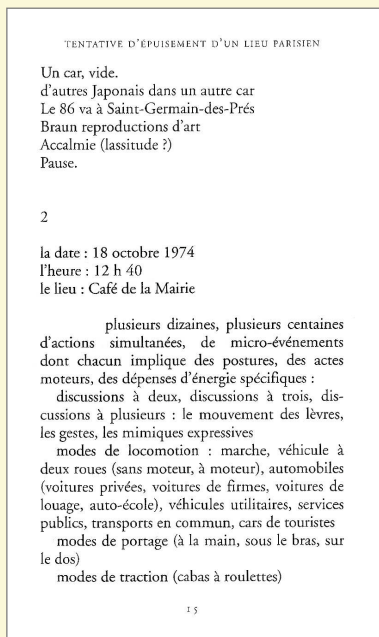 TENTATIVE D'ÉPUISEMENT D'UN LIEU PARISIEN
Un car, vide.
d'autres Japonais dans un autre car
Le 86 va à Saint-Germain-des-Prés
Braun reproductions d'art
Accalmie (lassitude ?)
Pause.
2
la date : 18 octobre 1974
l'heure : 12 h 40
le lieu : Café de la Mairie
plusieurs dizaines, plusieurs centaines
d'actions simultanées, de micro-événements
dont chacun implique des postures, des actes
moteurs, des dépenses d'énergie spécifiques :
discussions à deux, discussions à trois, dis-
cussions à plusieurs : le mouvement des lèvres,
les gestes, les mimiques expressives
modes de locomotion : marche, véhicule à
deux roues (sans moteur, à moteur), automobiles
(voitures privées, voitures de firmes, voitures de
louage, auto-école), véhicules utilitaires, services
publics, transports en commun, cars de touristes
modes de portage (à la main, sous le bras, sur
le dos)
modes de traction (cabas à roulettes)
15